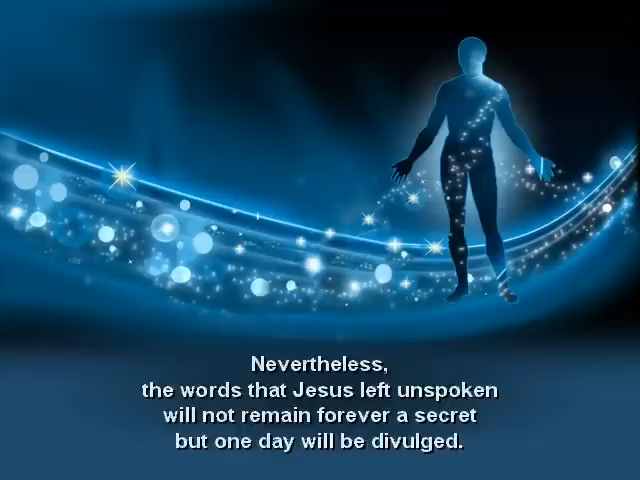 Nevertheless,
the words that Jesus left unspoken
will not remain forever a secret
but one day will be divulged.